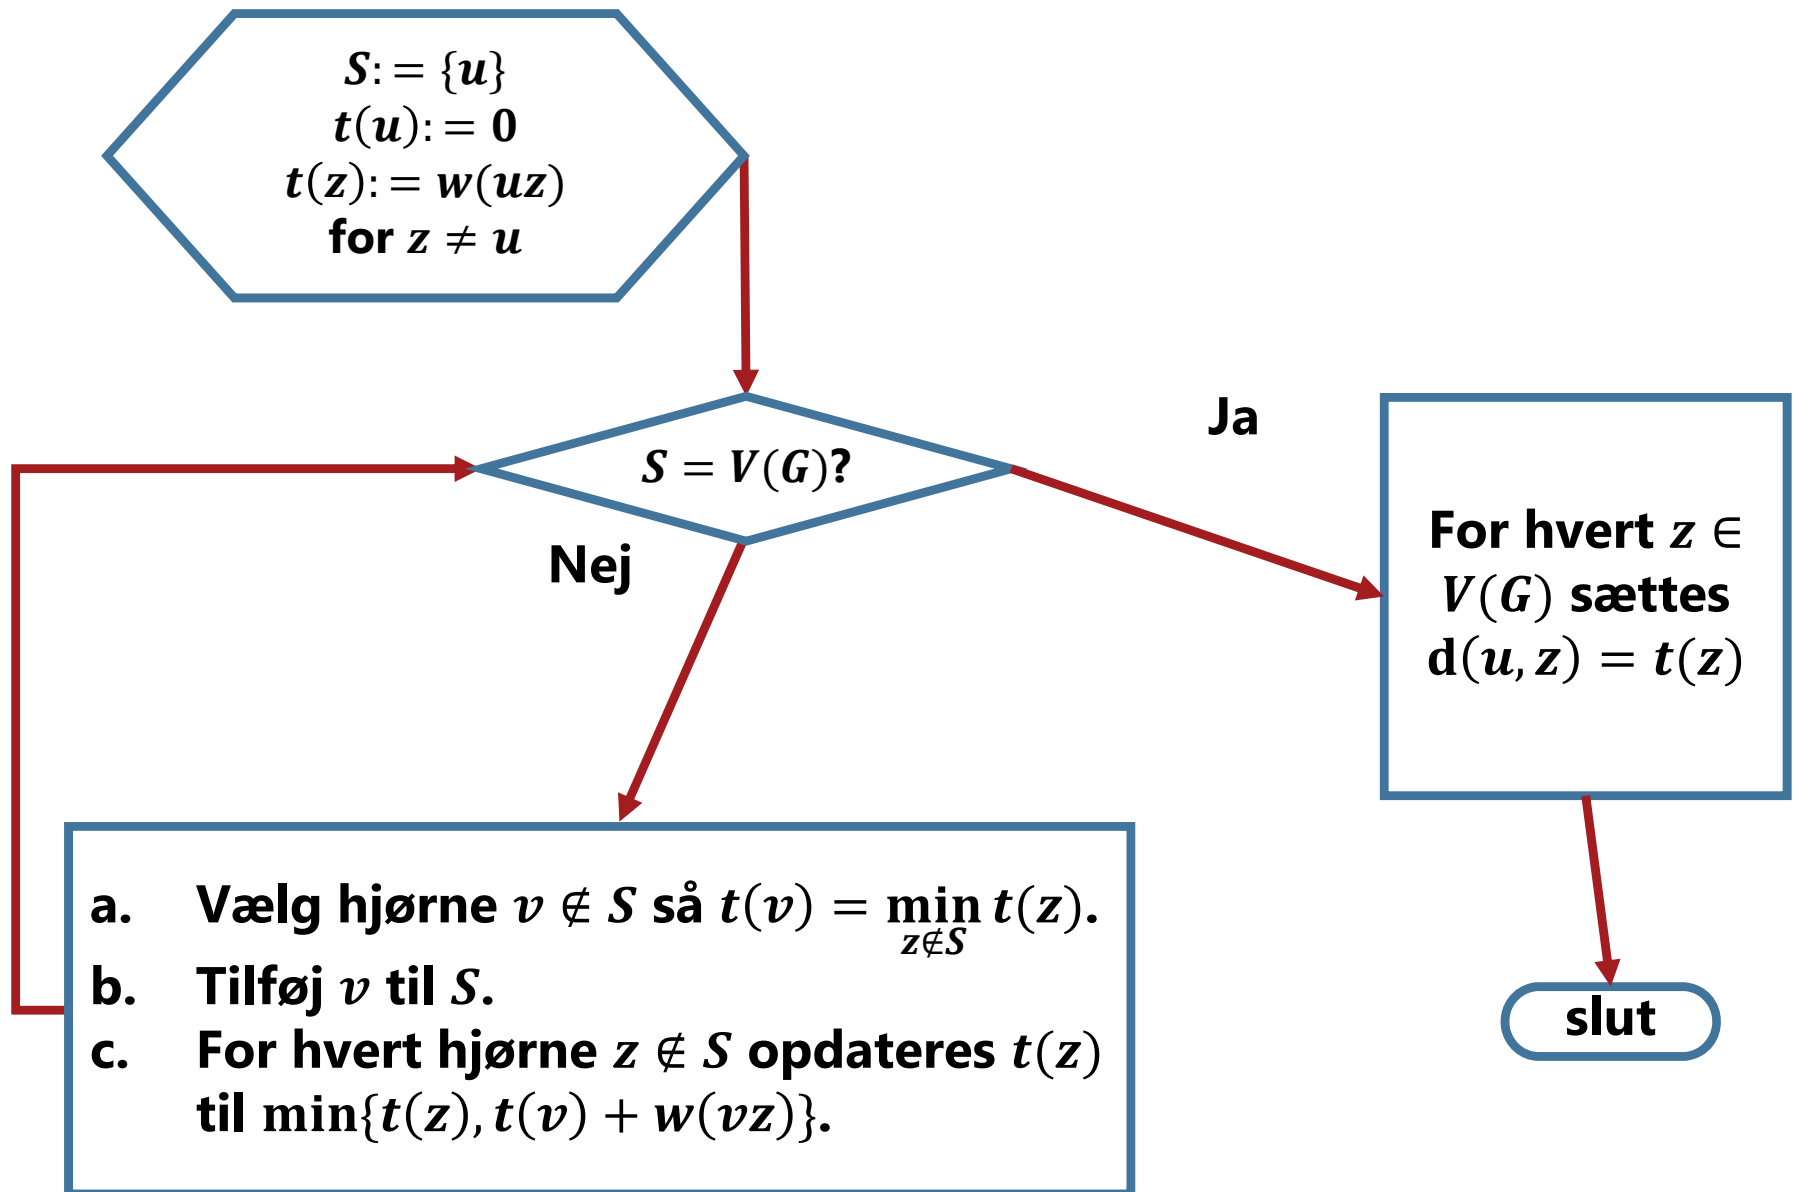 S: = {u}
t(u): = 0
t(z): = w(uz)
for z ≠ u
S = V(G)?
Ja
Nej
For hvert z ∈
V(G) sættes
d(u, z) = t(z)
slut
a. Vælg hjørne v ∉ S så t(v) = min t(z).
z∉S
b. Tilføj v til S.
c. For hvert hjørne z ∉ S opdateres t(z)
til min{t(z), t(v) + w(vz)}.